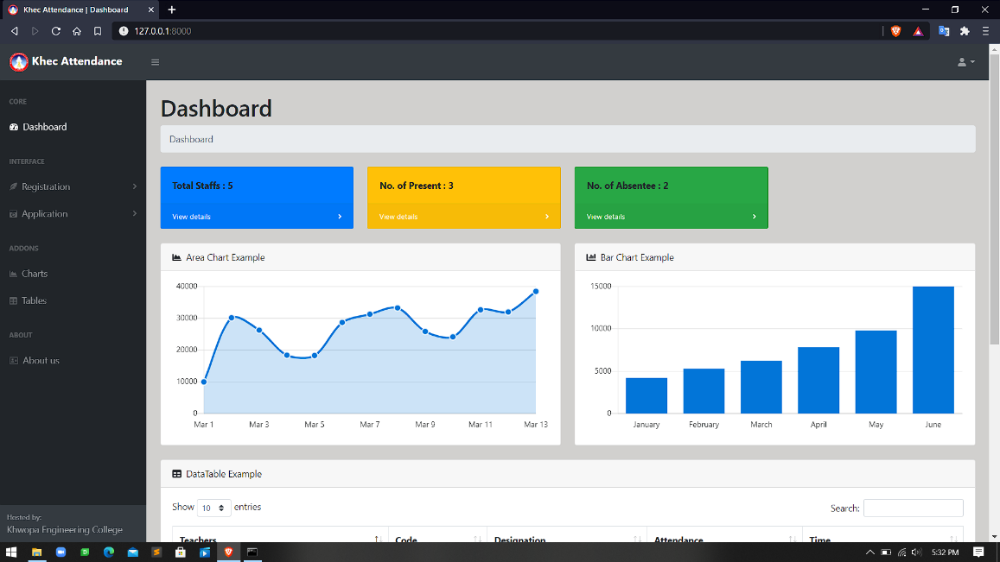 Khec Attendance | Dashboard
127.0.0.1:8000
Khec Attendance
CORE
Dashboard
INTERFACE
Registration
Application
ADDONS
Charts
Tables
ABOUT
About us
Hosted by:
Khwopa Engineering College
Dashboard
Dashboard
Total Staffs : 5
View details
No. of Present : 3
View details
No. of Absentee : 2
View details
Area Chart Example
40000
30000
20000
10000
0
Mar 1 Mar 3 Mar 5 Mar 7 Mar 9 Mar 11 Mar 13
Bar Chart Example
15000
10000
5000
0
January February March April May June
DataTable Example
Show 10 entries
Search:
Teachers Code Designation Attendance Time
5:32 PM